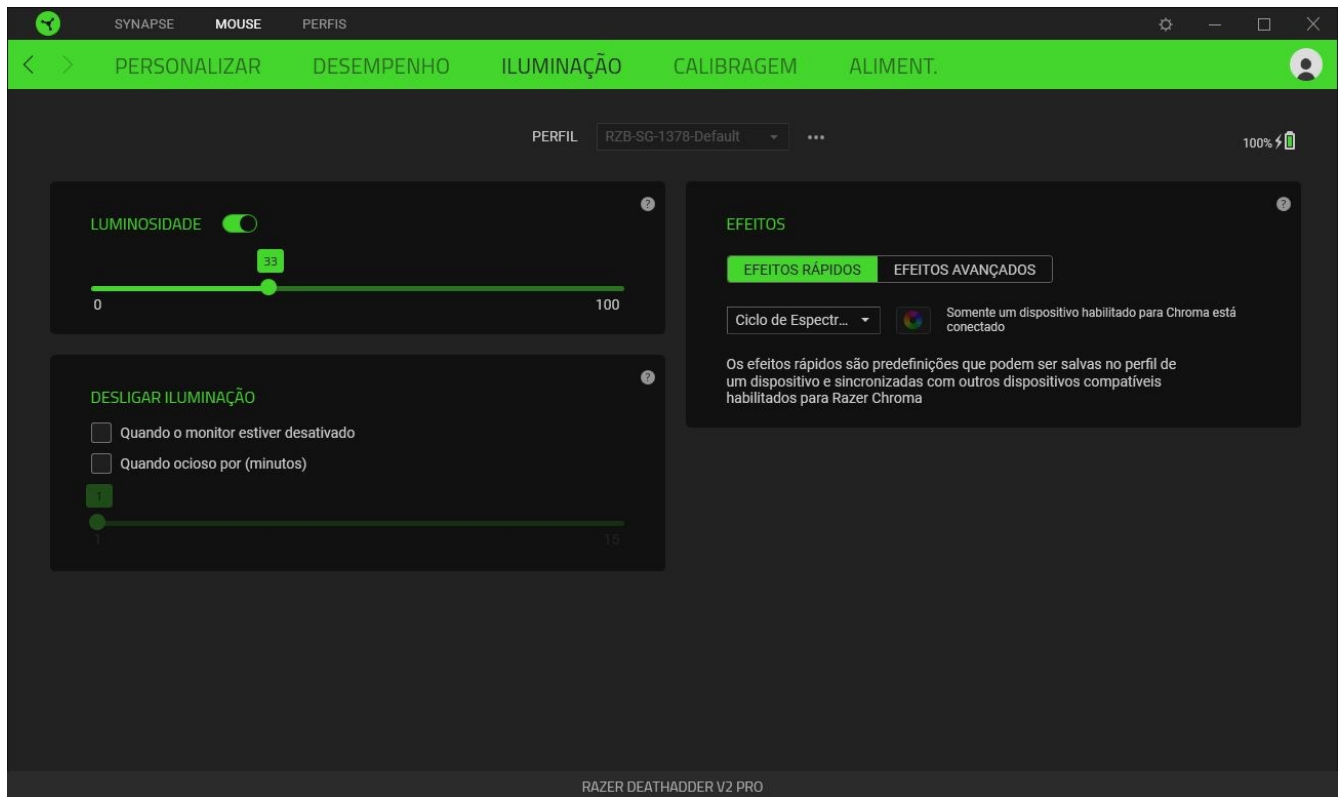 SYNAPSE MOUSE PERFIS
PERSONALIZAR DESEMPENHO ILUMINAÇÃO CALIBRAGEM ALIMENT.
PERFIL RZB-SG-1378-Default
100%
LUMINOSIDADE
33
0 100
DESLIGAR ILUMINAÇÃO
Quando o monitor estiver desativado
Quando ocioso por (minutos)
1
1 15
EFEITOS
EFEITOS RÁPIDOS EFEITOS AVANÇADOS
Ciclo de Espectr...
Somente um dispositivo habilitado para Chroma está
conectado
Os efeitos rápidos são predefinições que podem ser salvas no perfil de
um dispositivo e sincronizadas com outros dispositivos compatíveis
habilitados para Razer Chroma
RAZER DEATHADDER V2 PRO